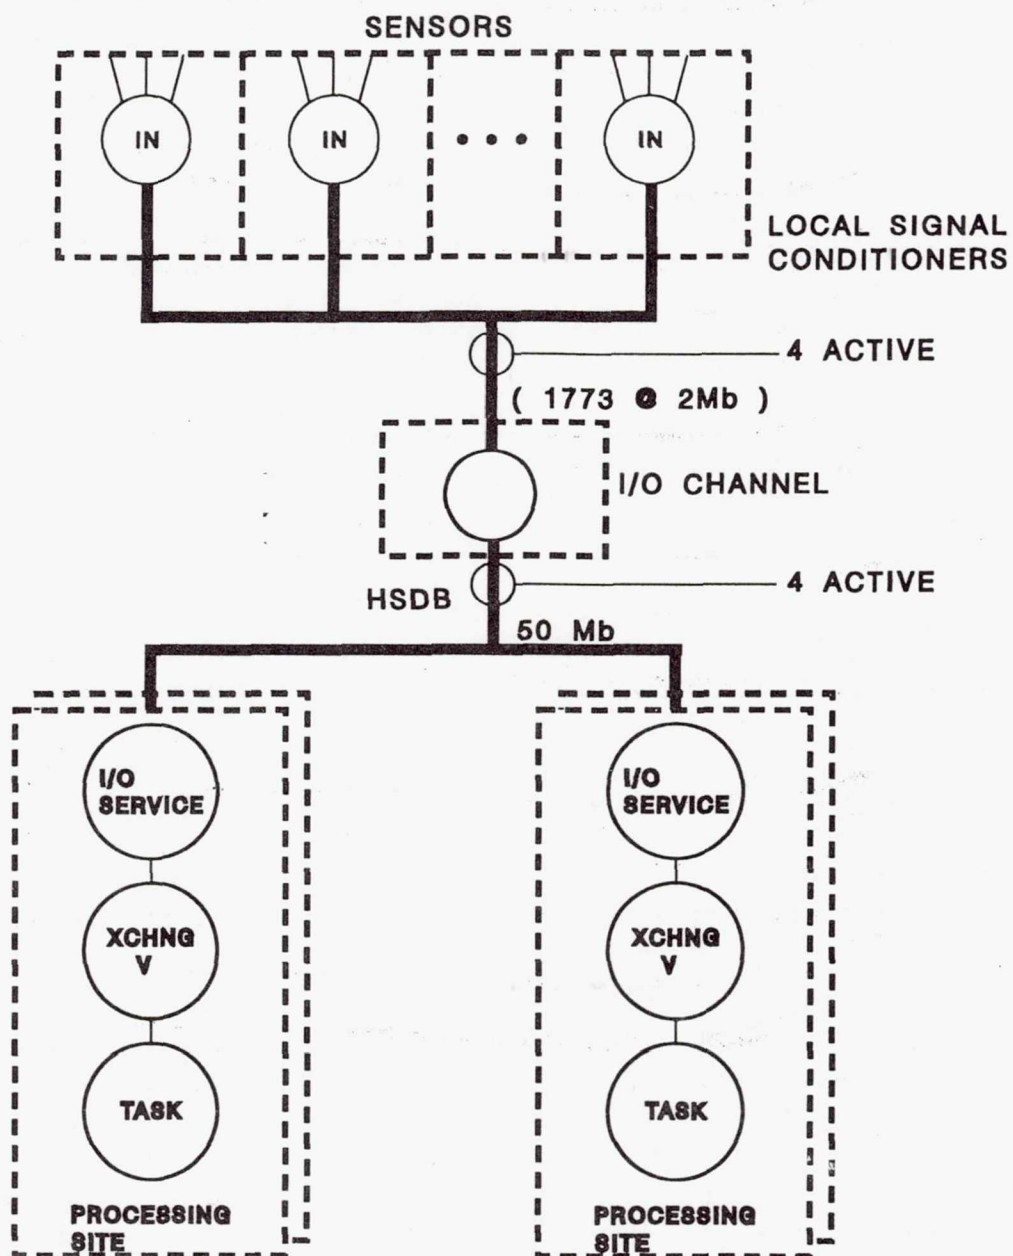 SENSORS
IN
IN
• • •
IN
LOCAL SIGNAL
CONDITIONERS
4 ACTIVE
( 1773 @ 2Mb )
I/O CHANNEL
4 ACTIVE
HSDB
50 Mb
I/O
SERVICE
XCHNG
V
TASK
PROCESSING
SITE
I/O
SERVICE
XCHNG
V
TASK
PROCESSING
SITE